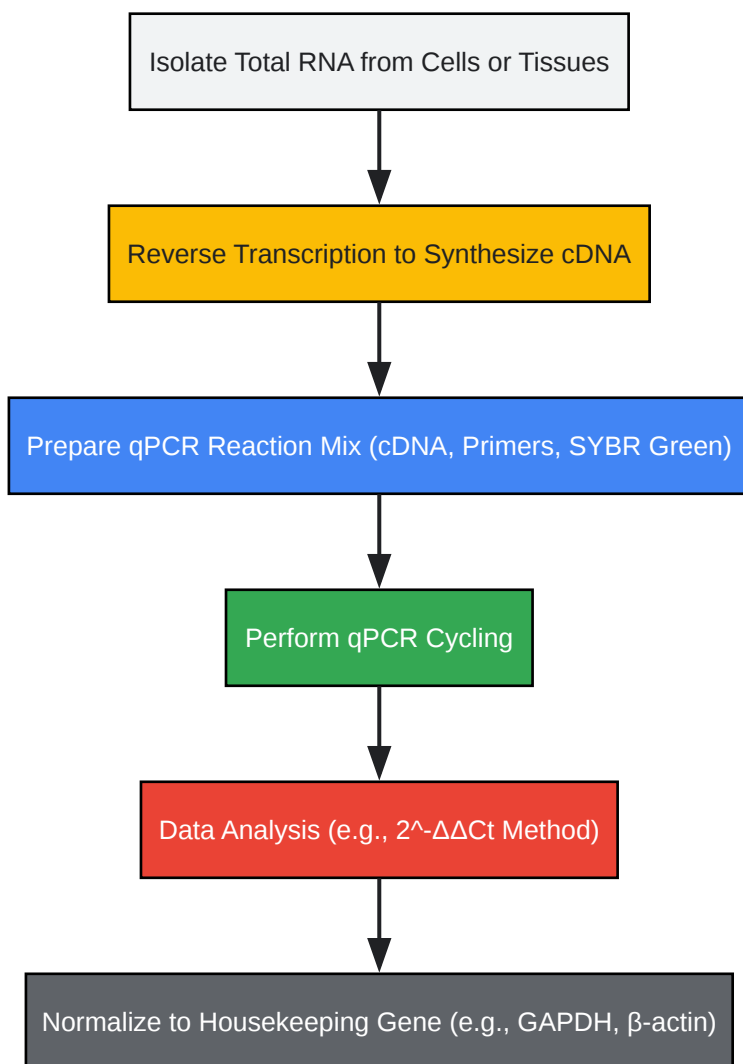 Isolate Total RNA from Cells or Tissues
Reverse Transcription to Synthesize cDNA
Prepare qPCR Reaction Mix (cDNA, Primers, SYBR Green)
Perform qPCR Cycling
Data Analysis (e.g., 2^-ΔΔCt Method)
Normalize to Housekeeping Gene (e.g., GAPDH, β-actin)